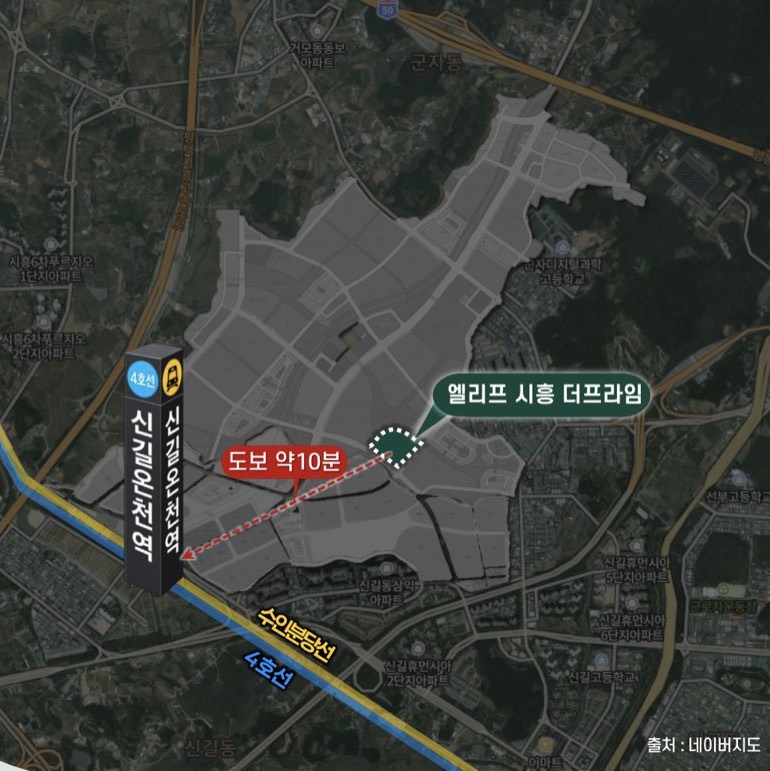 50
거모동동보
아파트
군자동
시흥6차푸르지오
1단지아파트
군자디지털과학
고등학교
시흥6차푸르지오
2단지아파트
4호선
신길온천역
신길온천역
엘리프 시흥 더프라임
도보 약10분
선부고등학교
신길동삼익
아파트
신길휴먼시아
5단지아파트
신길휴먼시아
6단지아파트
수인분당선
4호선
신길휴먼시아
2단지아파트
신길고등학교
신길동
이마트
출처 : 네이버지도